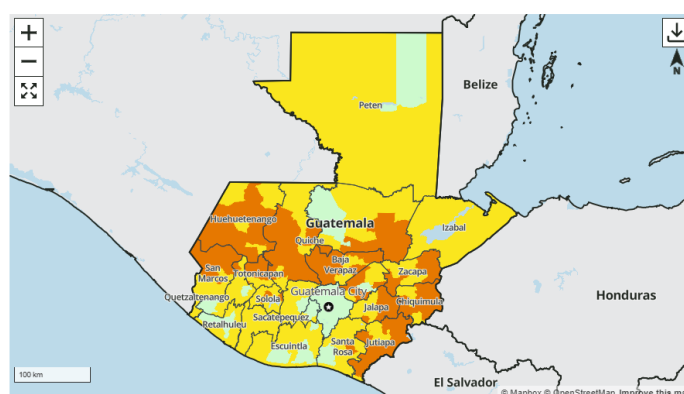 +
−
N
Belize
Peten
Huehuetenango
Guatemala
Izabal
Quiche
Baja
Verapaz
San
Marcos
Totonicapan
Zacapa
Quetzaltenango
Solola
Guatemala City
Chiquimula
Honduras
Retalhuleu
Sacatepequez
Jalapa
Escuintla
Santa
Rosa
Jutiapa
100 km
El Salvador
© Mapbox © OpenStreetMap Improve this ma